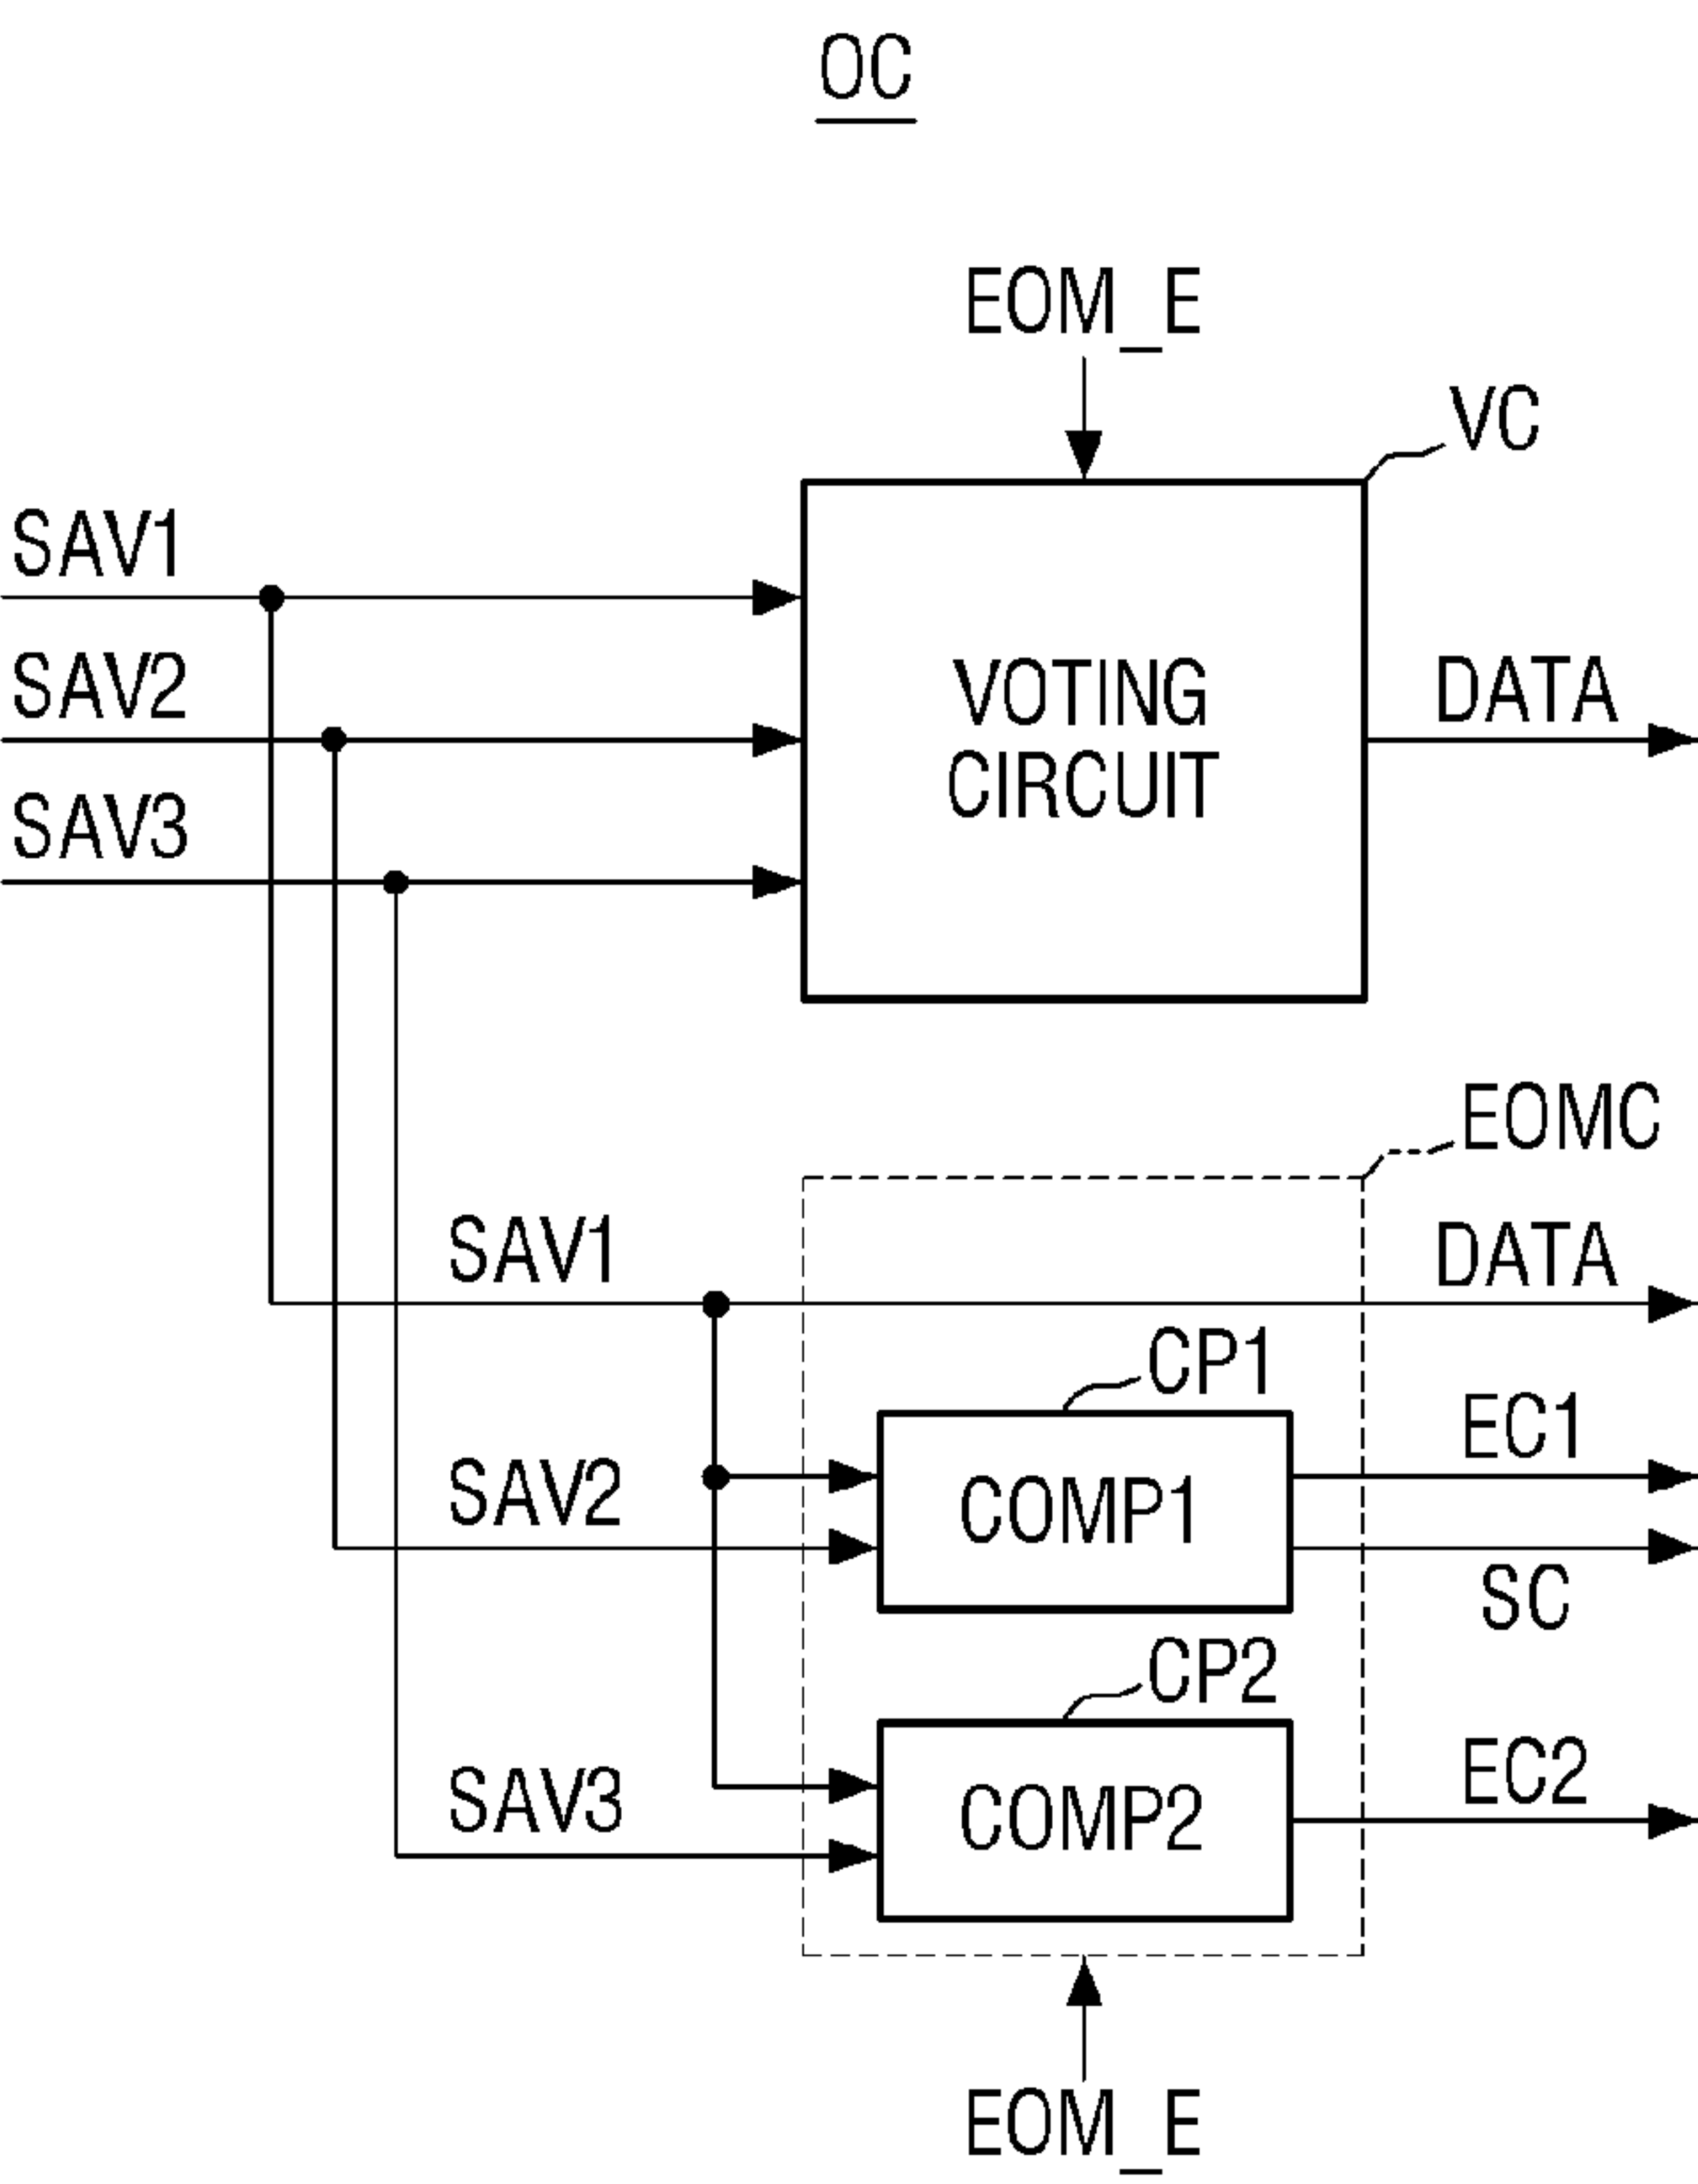 OC
EOM_E
VC
SAV1
SAV2
SAV3
VOTING
CIRCUIT
DATA
EOMC
SAV1
DATA
CP1
EC1
SAV2
COMP1
SC
CP2
SAV3
COMP2
EC2
EOM_E